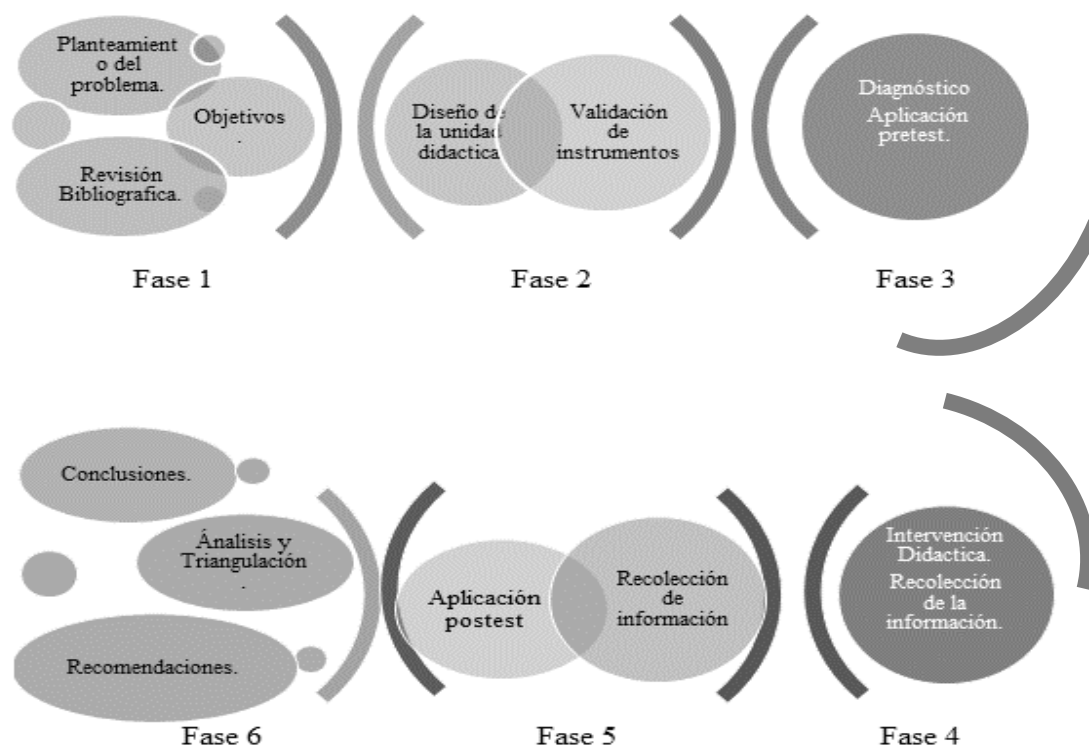 Planteamient
o del
problema.
Objetivos
.
Revisión
Bibliografica.
Fase 1
Diseño de
la unidad
didactica
Validación
de
instrumentos
Fase 2
Diagnóstico
Aplicación
pretest.
Fase 3
Intervención
Didactica.
Recolección
de la
información.
Fase 4
Aplicación
postest
Recolección
de
información
Fase 5
Conclusiones.
Ánalisis y
Triangulación
.
Recomendaciones.
Fase 6